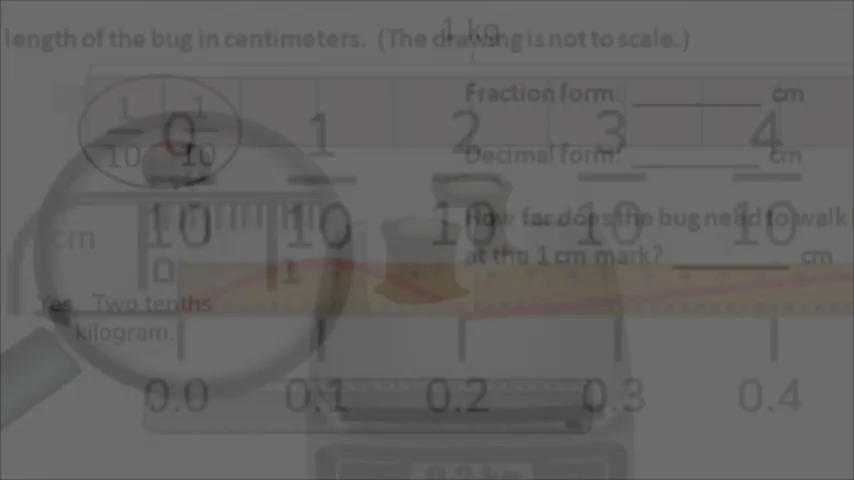 length of the bug in centimeters. (The drawing is not to scale.)
1 kg
Fraction form: ___________ cm
1/10 1/10
0/10 1/10 2/10 3/10 4/10
Decimal form: ___________ cm
How far does the bug need to walk
at the 1 cm mark? __________ cm
cm
0 1
Yes. Two tenths
kilogram.
0.0 0.1 0.2 0.3 0.4